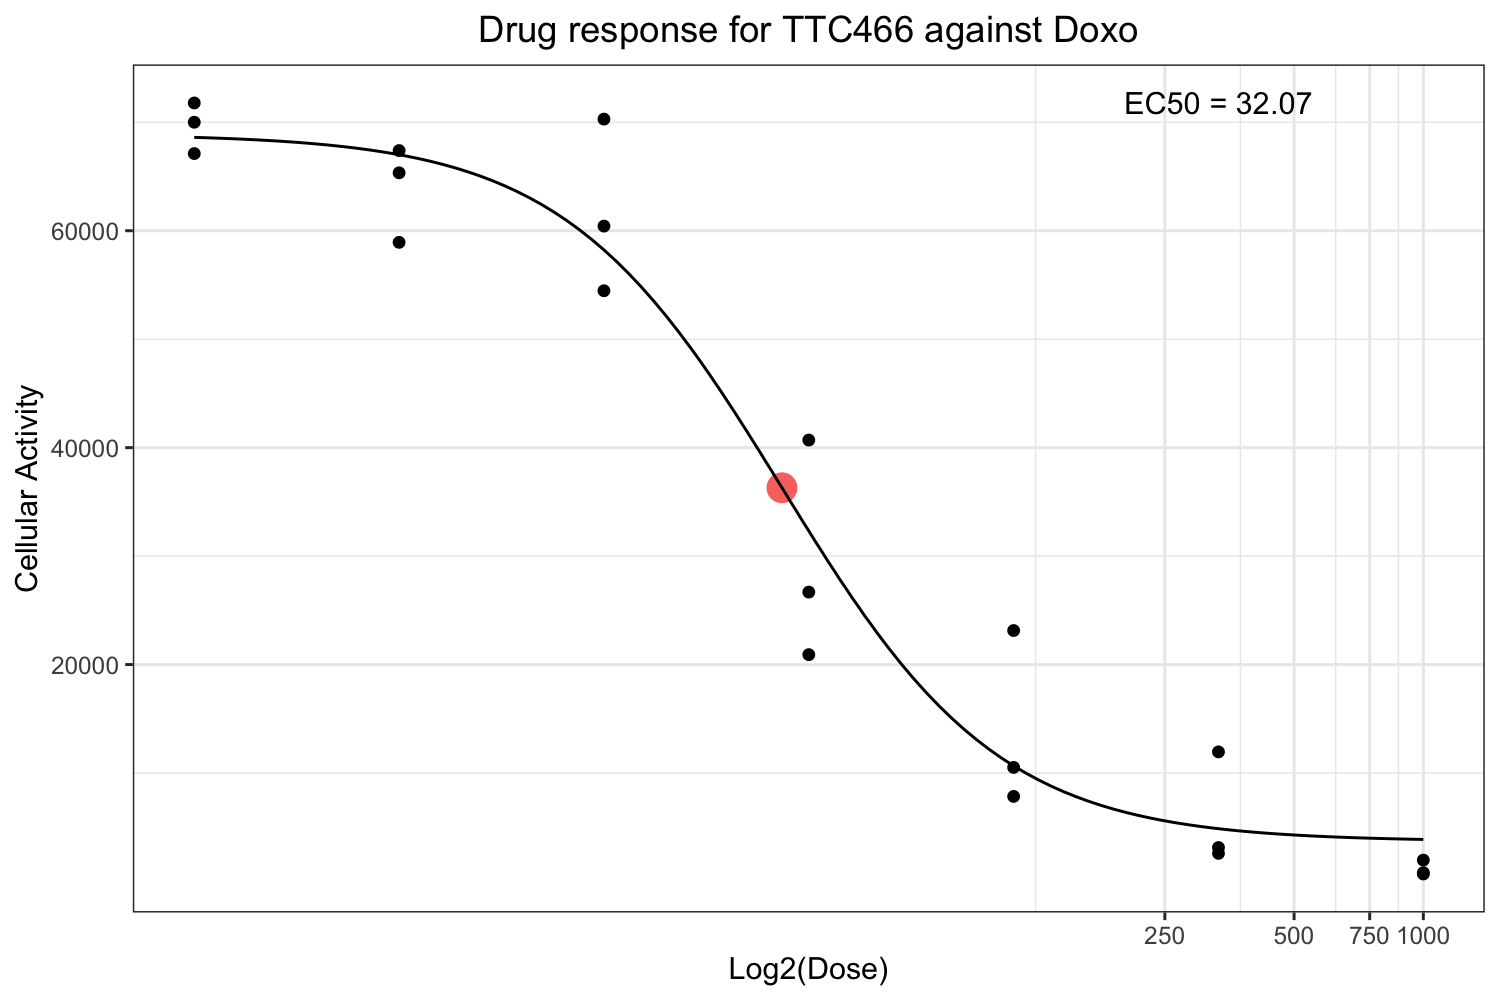 Drug response for TTC466 against Doxo
EC50 = 32.07
60000
40000
20000
Cellular Activity
250 500 750 1000
Log2(Dose)